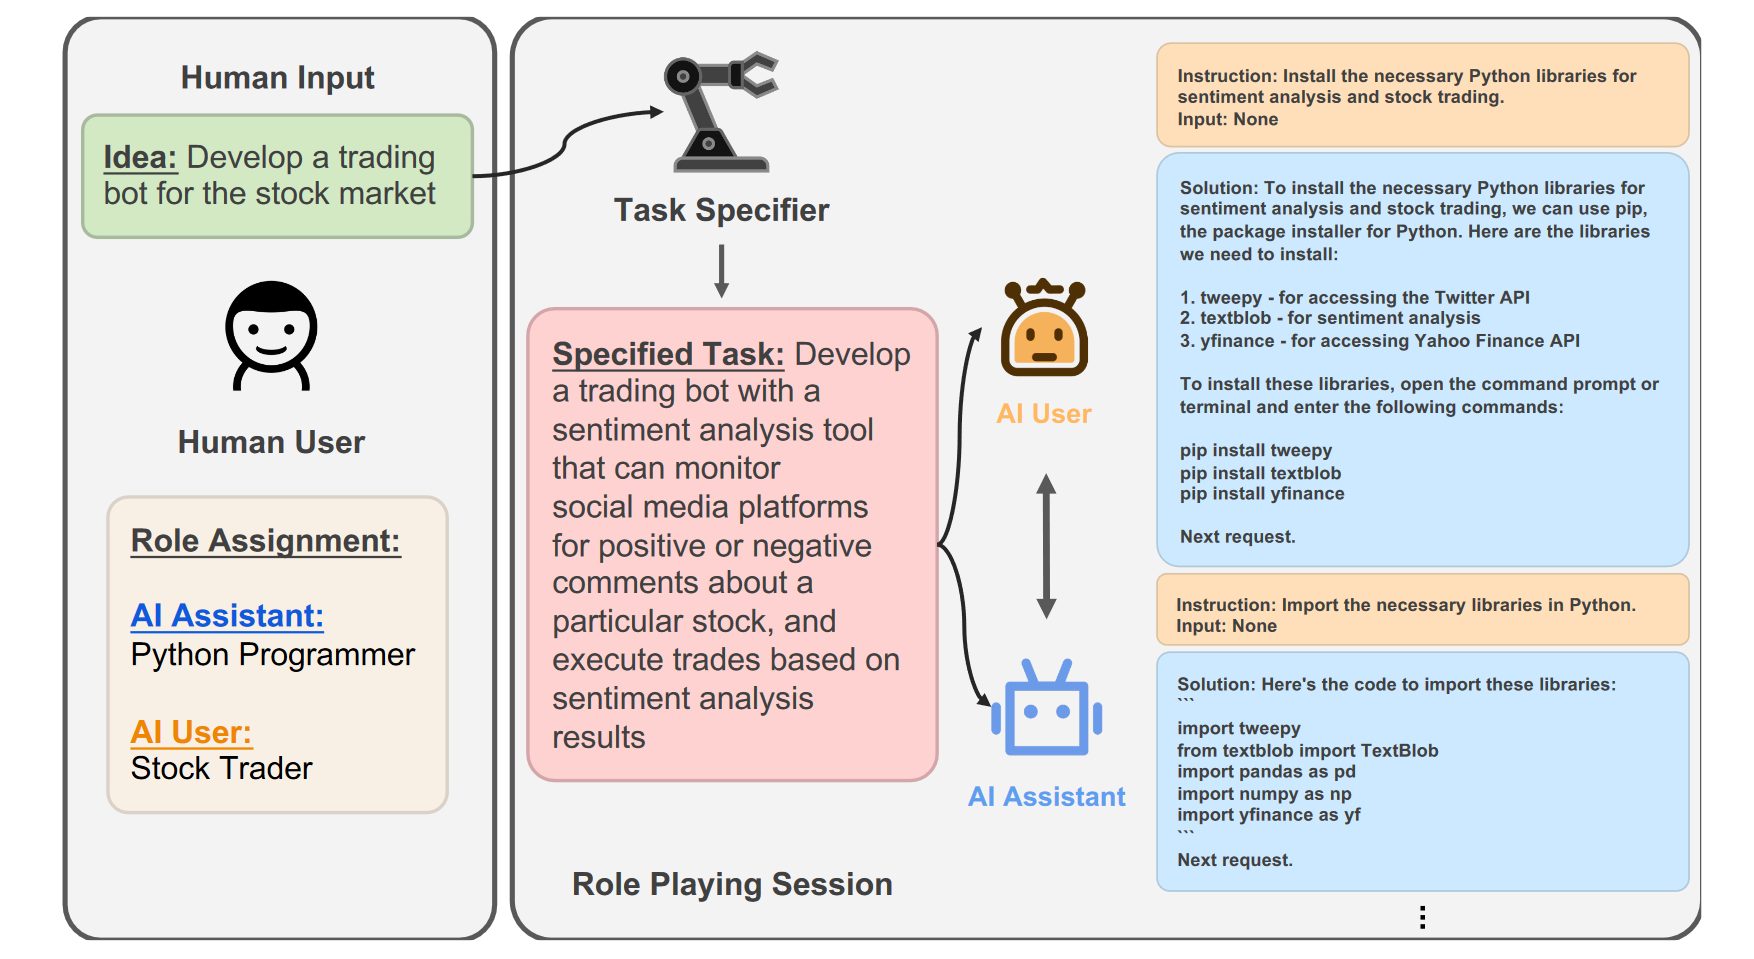 Human Input
Idea: Develop a trading
bot for the stock market
Human User
Role Assignment:
AI Assistant:
Python Programmer
AI User:
Stock Trader
Task Specifier
Specified Task: Develop
a trading bot with a
sentiment analysis tool
that can monitor
social media platforms
for positive or negative
comments about a
particular stock, and
execute trades based on
sentiment analysis
results
AI User
AI Assistant
Role Playing Session
Instruction: Install the necessary Python libraries for
sentiment analysis and stock trading.
Input: None
Solution: To install the necessary Python libraries for
sentiment analysis and stock trading, we can use pip,
the package installer for Python. Here are the libraries
we need to install:
1. tweepy - for accessing the Twitter API
2. textblob - for sentiment analysis
3. yfinance - for accessing Yahoo Finance API
To install these libraries, open the command prompt or
terminal and enter the following commands:
pip install tweepy
pip install textblob
pip install yfinance
Next request.
Instruction: Import the necessary libraries in Python.
Input: None
Solution: Here's the code to import these libraries:
```
import tweepy
from textblob import TextBlob
import pandas as pd
import numpy as np
import yfinance as yf
```
Next request.
⋮